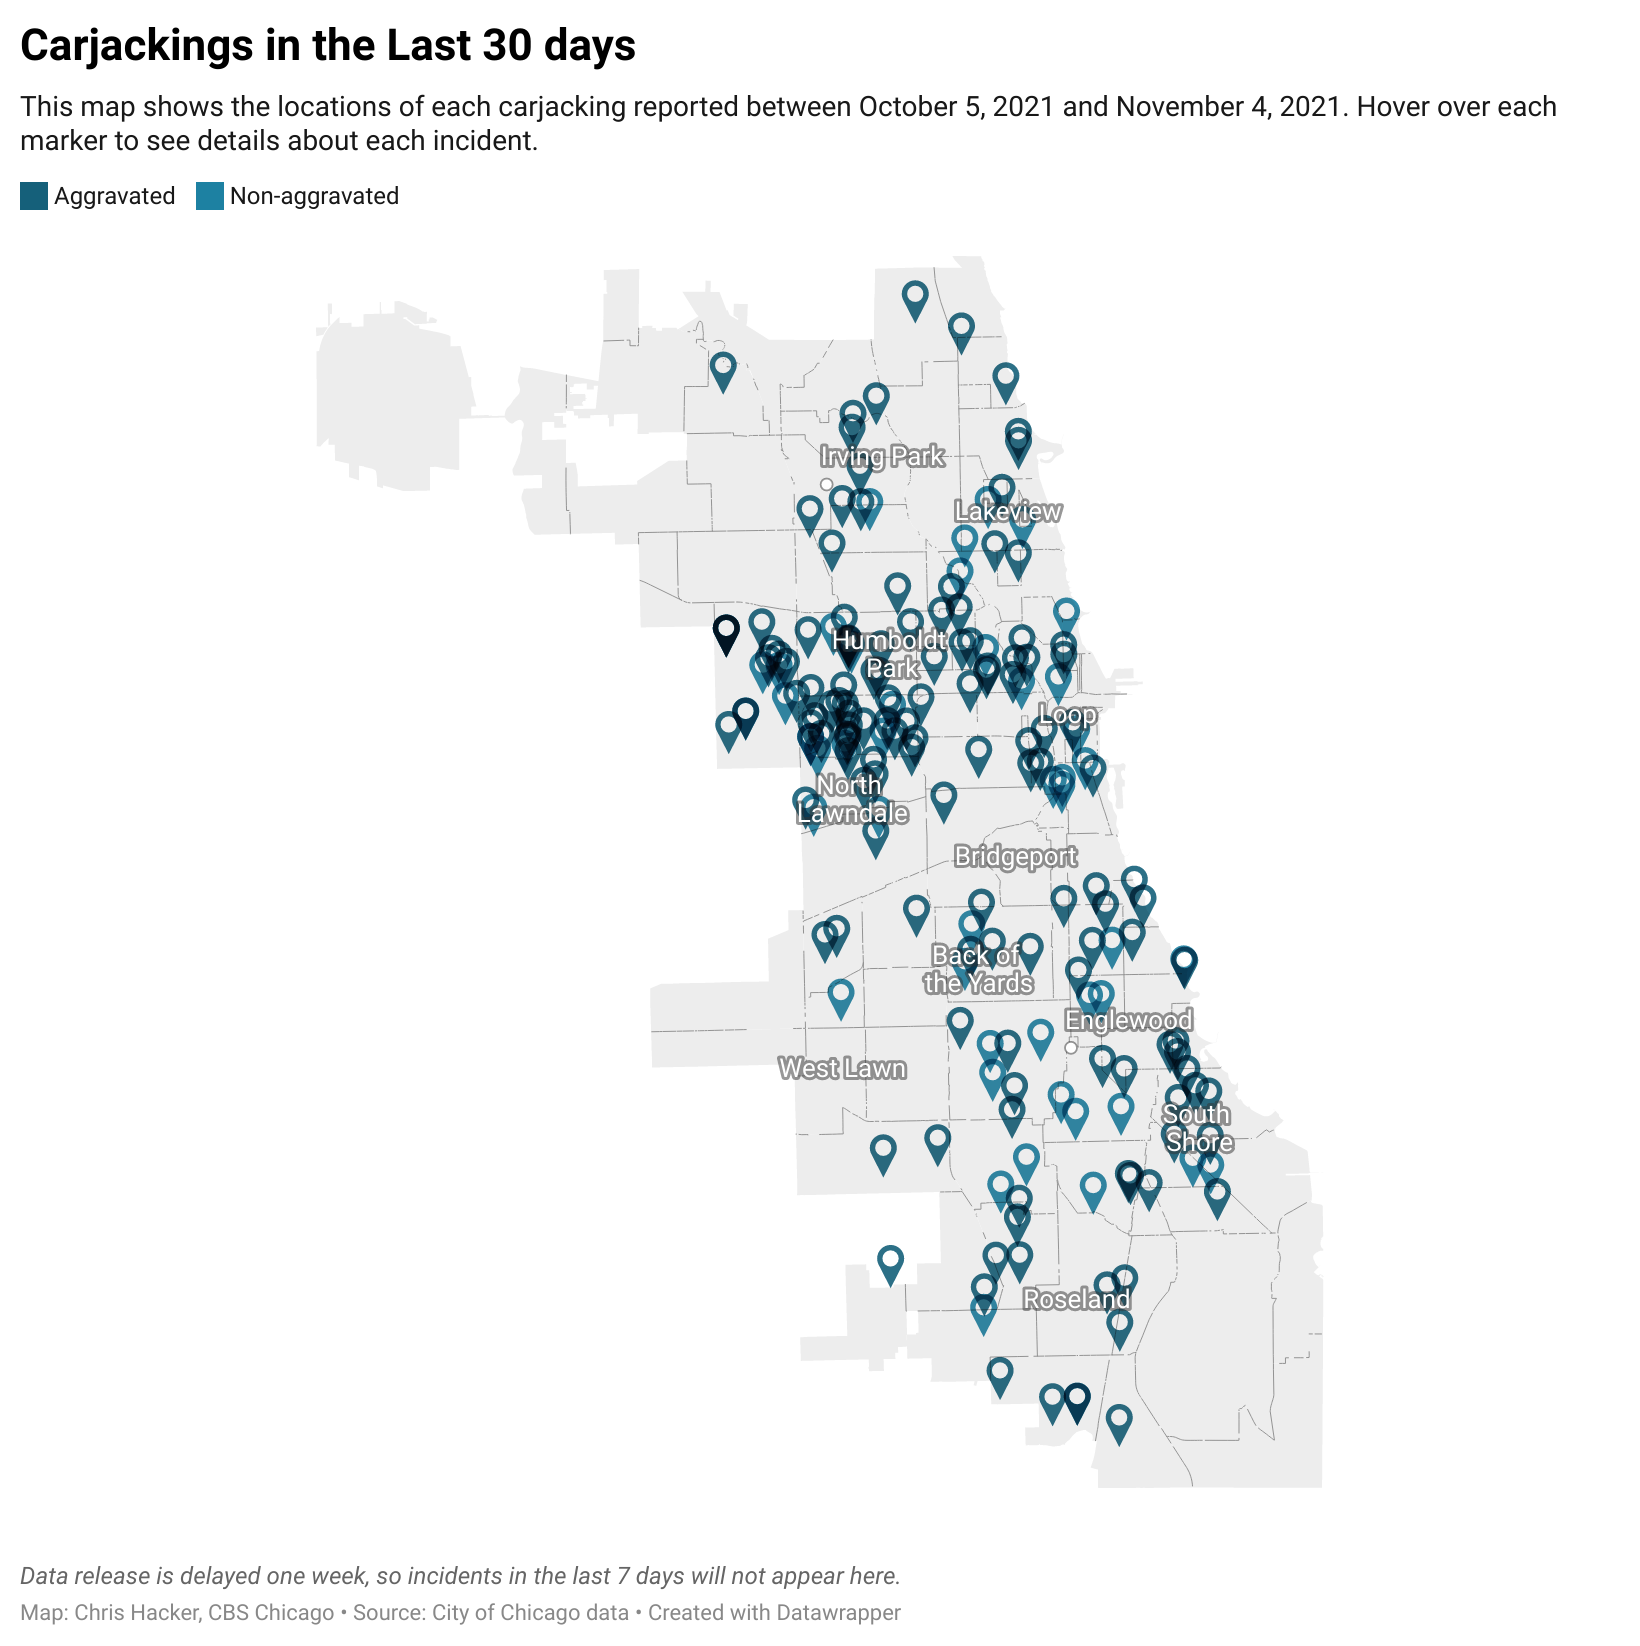 Carjackings in the Last 30 days
This map shows the locations of each carjacking reported between October 5, 2021 and November 4, 2021. Hover over each
marker to see details about each incident.
Aggravated Non-aggravated
Irving Park
Lakeview
Humboldt
Park
Loop
North
Lawndale
Bridgeport
Back of
the Yards
Englewood
West Lawn
South
Shore
Roseland
Data release is delayed one week, so incidents in the last 7 days will not appear here.
Map: Chris Hacker, CBS Chicago • Source: City of Chicago data • Created with Datawrapper